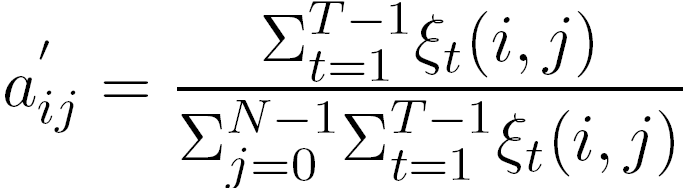 a'_{ij} = \frac{\Sigma_{t=1}^{T-1} \xi_t(i,j)}{\Sigma_{j=0}^{N-1} \Sigma_{t=1}^{T-1} \xi_t(i,j)}